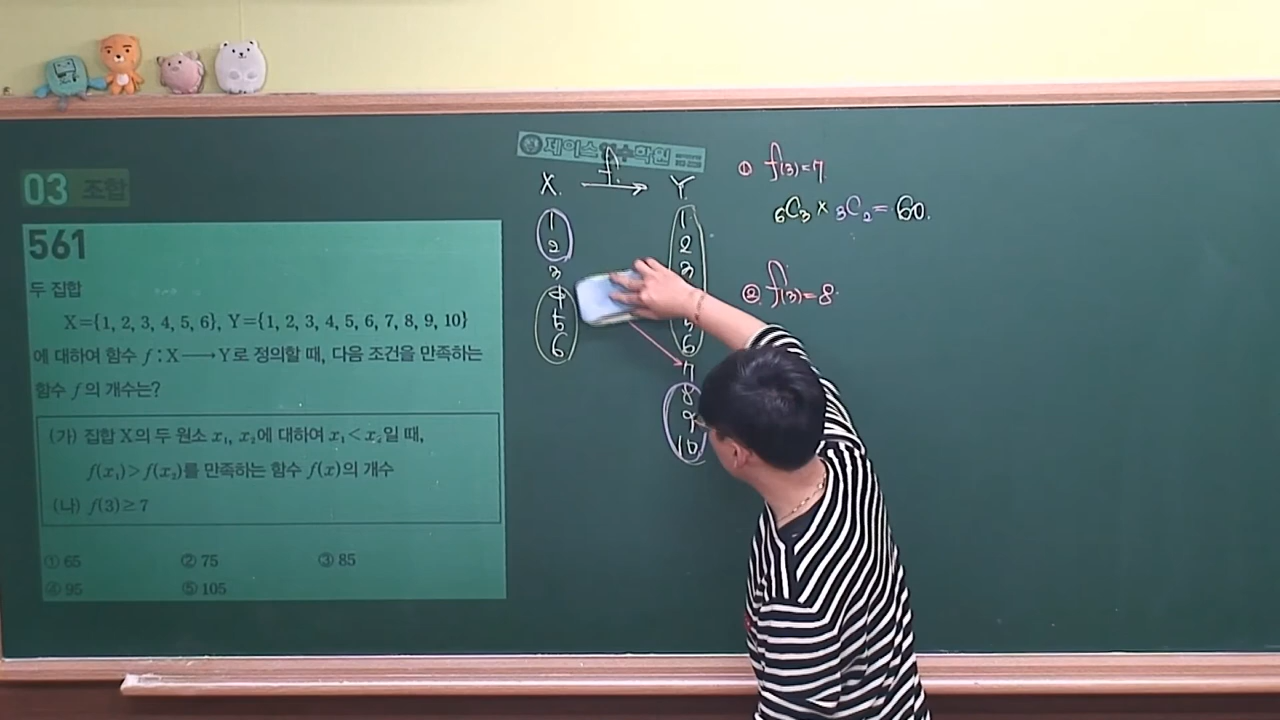 제이스 수학원
03 조합
561
두 집합
X={1, 2, 3, 4, 5, 6}, Y={1, 2, 3, 4, 5, 6, 7, 8, 9, 10}
에 대하여 함수 f : X ⟶ Y로 정의할 때, 다음 조건을 만족하는
함수 f의 개수는?
(가) 집합 X의 두 원소 x₁, x₂에 대하여 x₁<x₂일 때,
f(x₁)>f(x₂)를 만족하는 함수 f(x)의 개수
(나) f(3)≥7
① 65 ② 75 ③ 85
④ 95 ⑤ 105
X. f. → Y.
1 1
2 2
3 3
4
5 5
6 6
7
8
9
10
① f(3)=7.
₆C₃ × ₃C₂ = 60.
② f(3)=8.